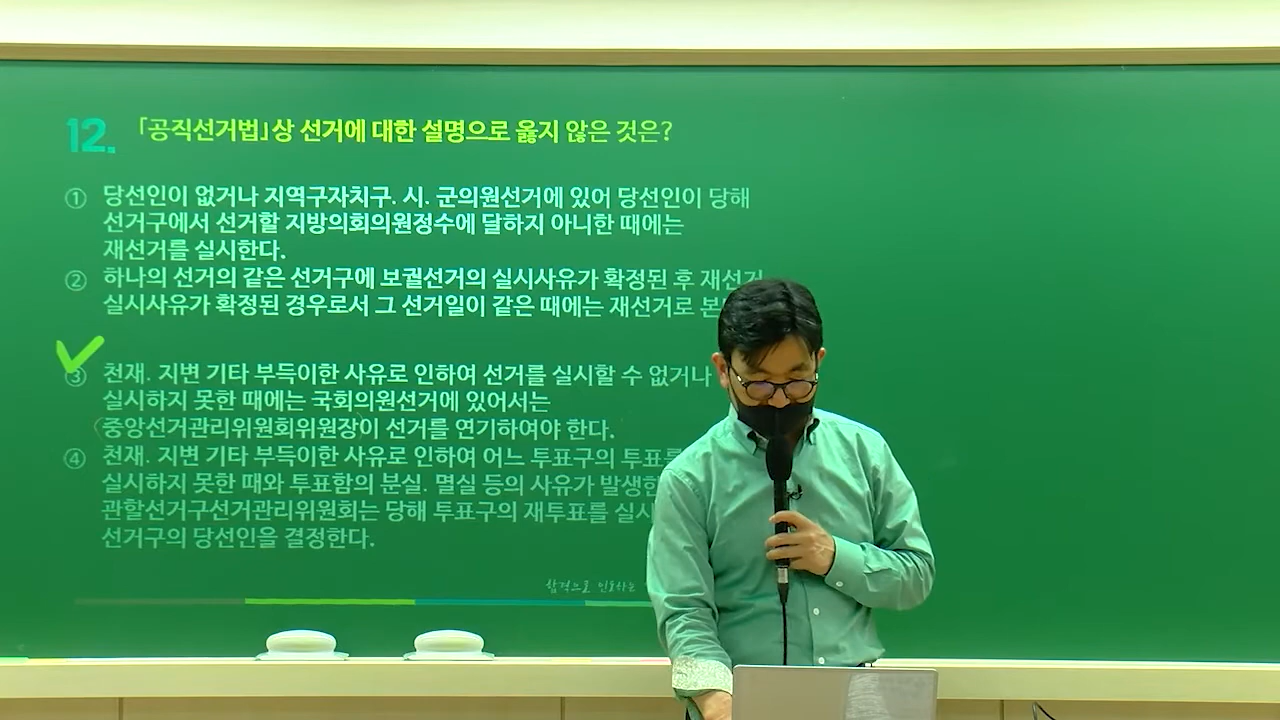 12. 「공직선거법」상 선거에 대한 설명으로 옳지 않은 것은?
① 당선인이 없거나 지역구자치구. 시. 군의원선거에 있어 당선인이 당해
선거구에서 선거할 지방의회의원정수에 달하지 아니한 때에는
재선거를 실시한다.
② 하나의 선거의 같은 선거구에 보궐선거의 실시사유가 확정된 후 재선거
실시사유가 확정된 경우로서 그 선거일이 같은 때에는 재선거로
③ 천재. 지변 기타 부득이한 사유로 인하여 선거를 실시할 수 없거나
실시하지 못한 때에는 국회의원선거에 있어서는
중앙선거관리위원회위원장이 선거를 연기하여야 한다.
④ 천재. 지변 기타 부득이한 사유로 인하여 어느 투표구의
실시하지 못한 때와 투표함의 분실. 멸실 등의 사유가
관할선거구선거관리위원회는 당해 투표구의 재투표를
선거구의 당선인을 결정한다.
합격으로 인도하는